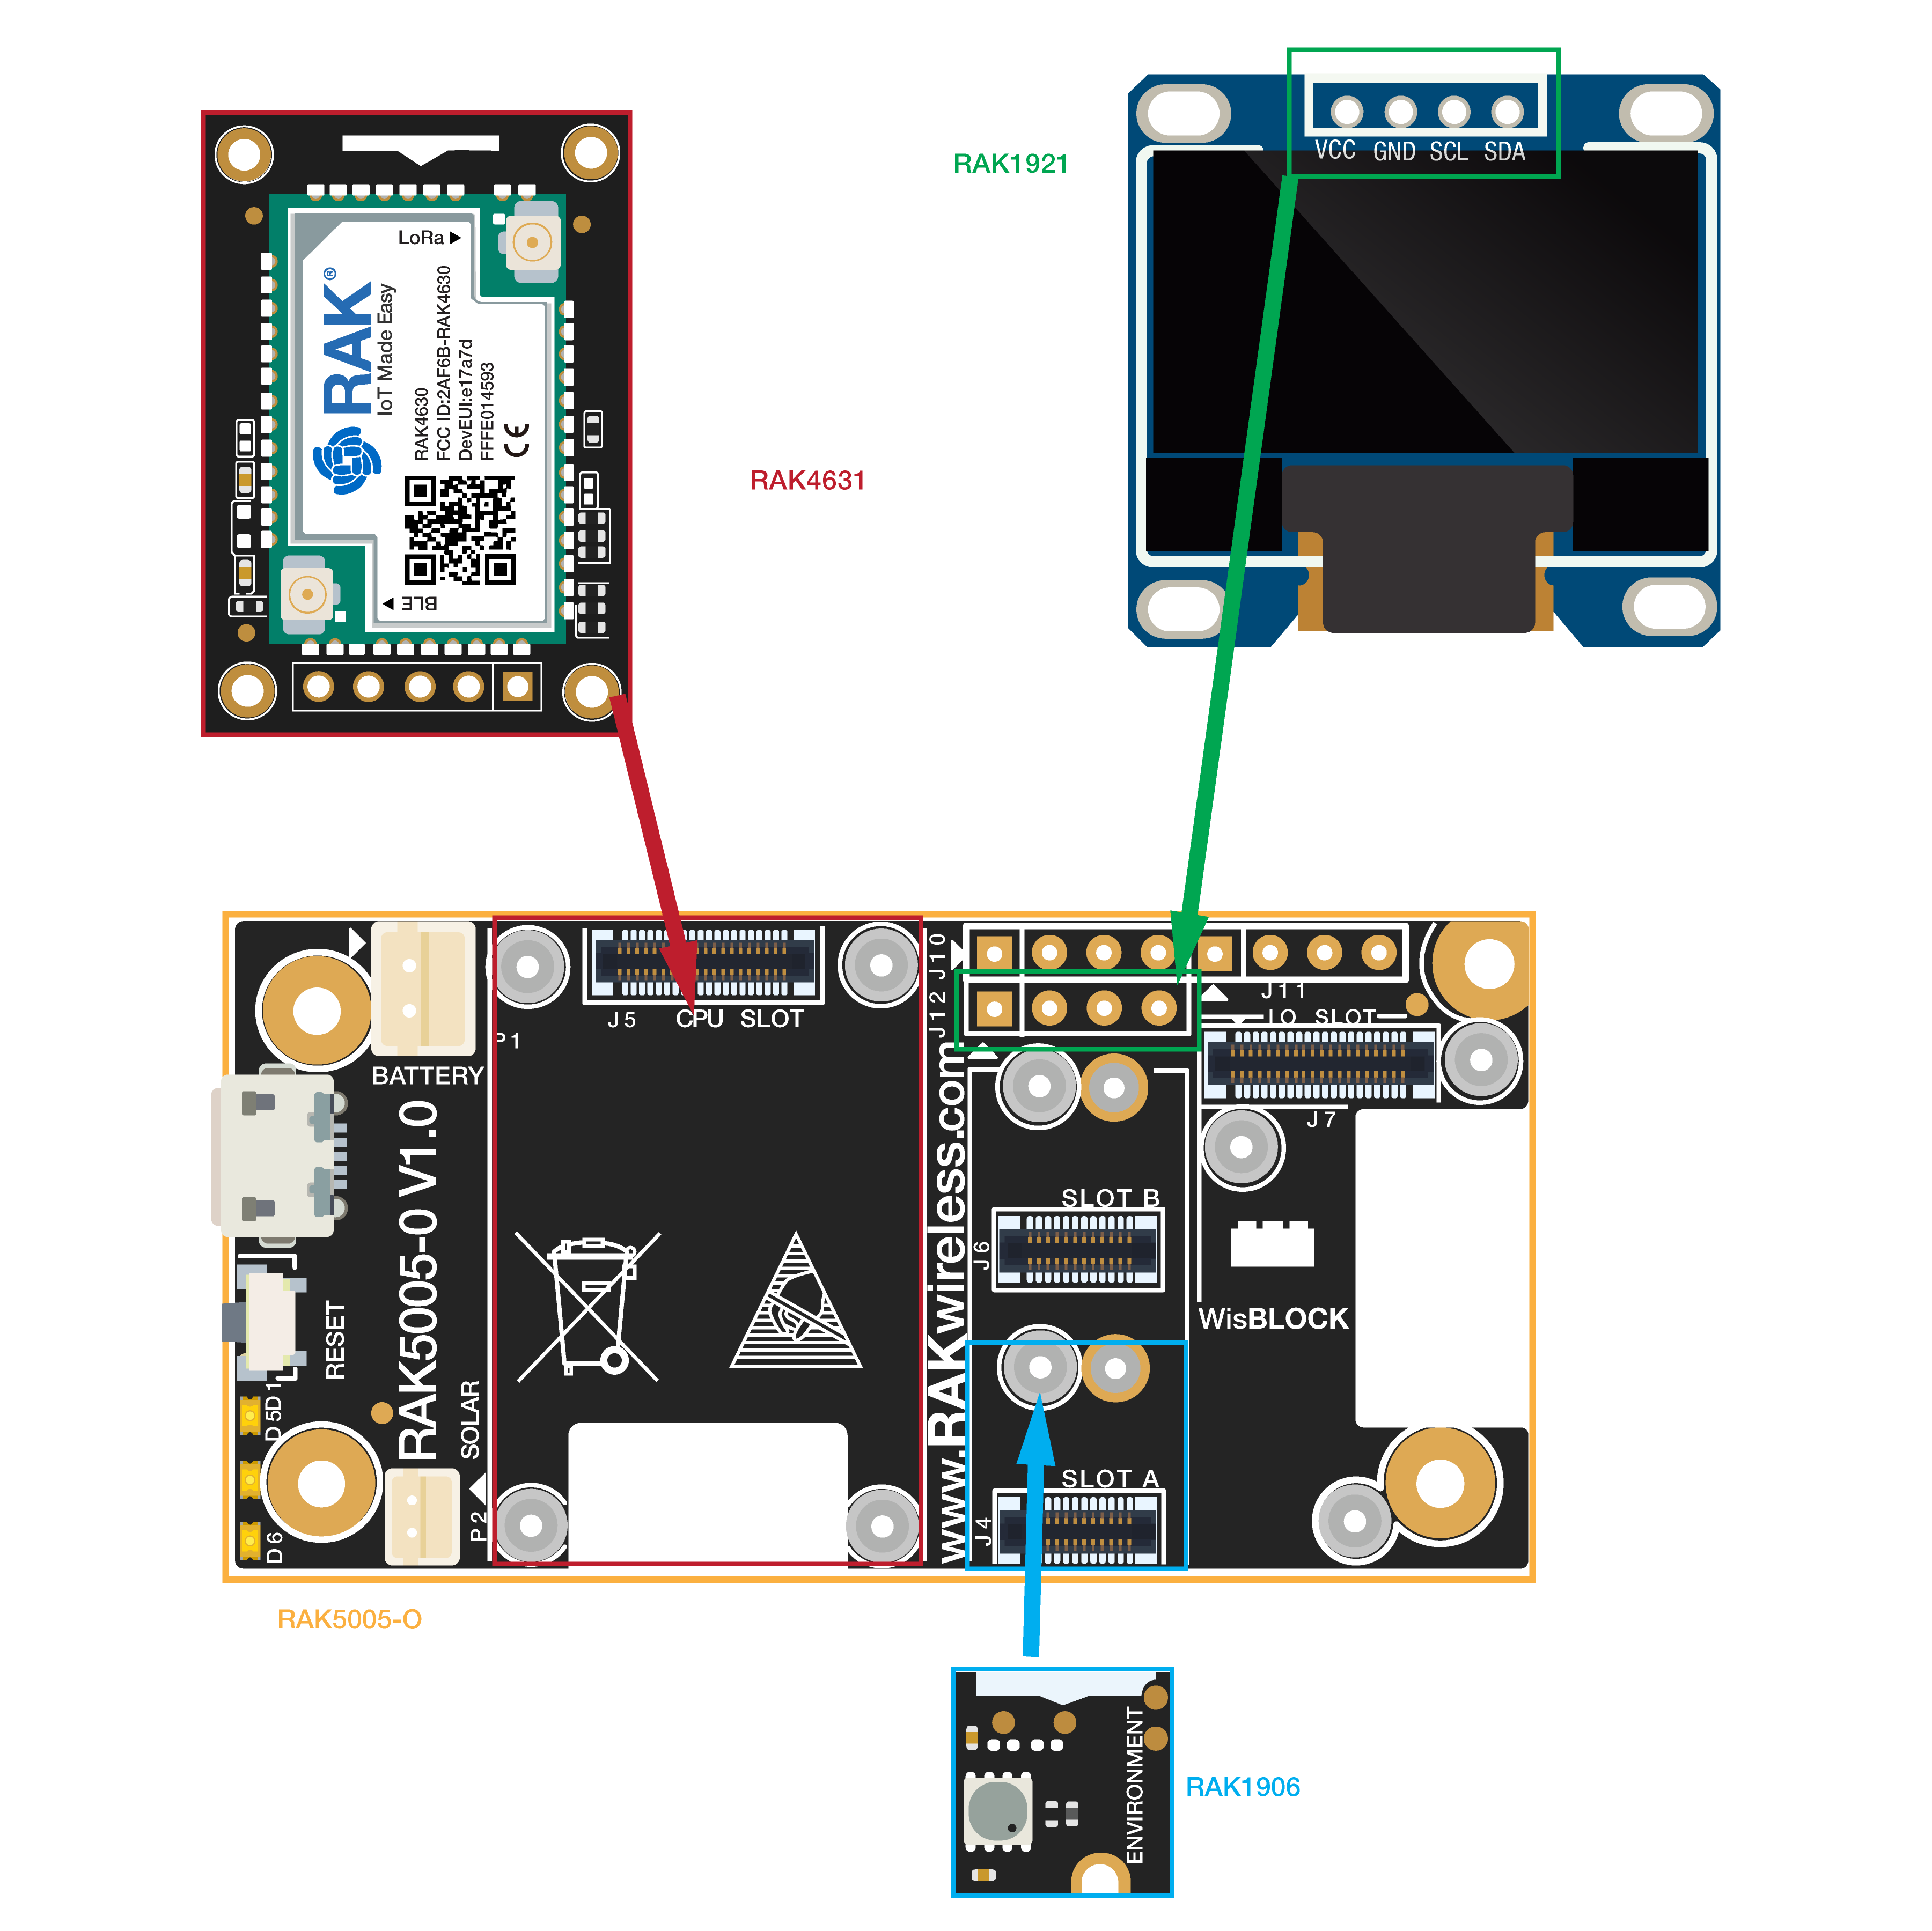 RAK1921
VCC GND SCL SDA
LoRa
RAK®
IoT Made Easy
RAK4630
FCC ID:2AF6B-RAK4630
DevEUI:e17a7d
FFFE014593
CE
BLE
RAK4631
J10
J12
J11
IO SLOT
J7
J5 CPU SLOT
P1
BATTERY
RAK5005-0 V1.0
www.RAKwireless.com
SLOT B
J6
WisBLOCK
RESET
D1
D5
D6
SOLAR
P2
SLOT A
J4
RAK5005-O
ENVIRONMENT
RAK1906